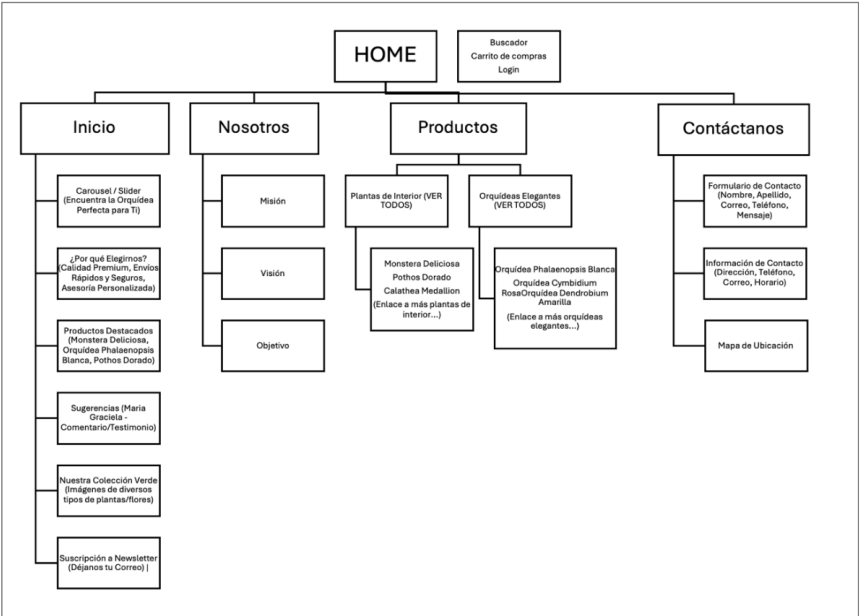 HOME
Buscador
Carrito de compras
Login
Inicio
Nosotros
Productos
Contáctanos
Carousel / Slider
(Encuentra la Orquídea
Perfecta para Ti)
¿Por qué Elegirnos?
(Calidad Premium, Envíos
Rápidos y Seguros,
Asesoría Personalizada)
Productos Destacados
(Monstera Deliciosa,
Orquídea Phalaenopsis
Blanca, Pothos Dorado)
Sugerencias (Maria
Graciela -
Comentario/Testimonio)
Nuestra Colección Verde
(Imágenes de diversos
tipos de plantas/flores)
Suscripción a Newsletter
(Déjanos tu Correo) |
Misión
Visión
Objetivo
Plantas de Interior (VER
TODOS)
Monstera Deliciosa
Pothos Dorado
Calathea Medallion
(Enlace a más plantas de
interior...)
Orquídeas Elegantes
(VER TODOS)
Orquídea Phalaenopsis Blanca
Orquídea Cymbidium
RosaOrquídea Dendrobium
Amarilla
(Enlace a más orquídeas
elegantes...)
Formulario de Contacto
(Nombre, Apellido,
Correo, Teléfono,
Mensaje)
Información de Contacto
(Dirección, Teléfono,
Correo, Horario)
Mapa de Ubicación